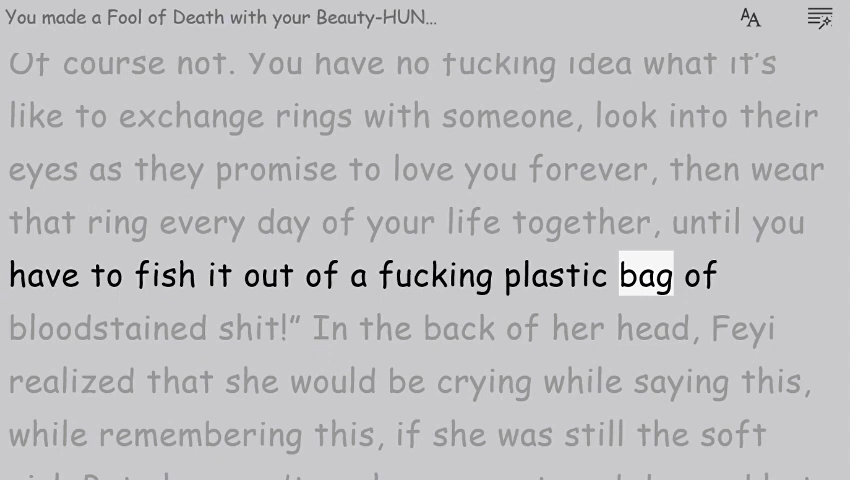 You made a Fool of Death with your Beauty-HUN...
AA
Of course not. You have no fucking idea what it's
like to exchange rings with someone, look into their
eyes as they promise to love you forever, then wear
that ring every day of your life together, until you
have to fish it out of a fucking plastic bag of
bloodstained shit!" In the back of her head, Feyi
realized that she would be crying while saying this,
while remembering this, if she was still the soft